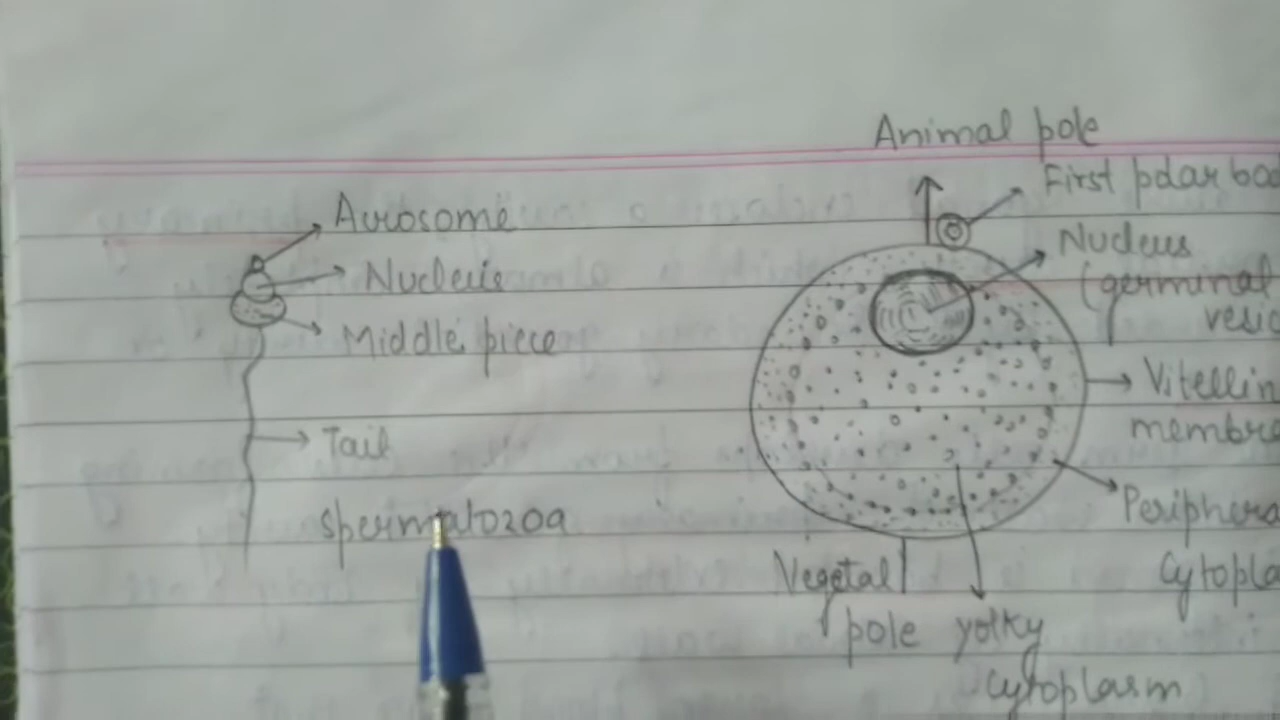 Animal pole
First polar bod
Acrosome
Nucleus
(germinal
vesic
Nucleus
Middle piece
Vitellin
membra
Tail
Periphera
Cytopla
spermatozoa
Vegetal
pole
yolky
cytoplasm